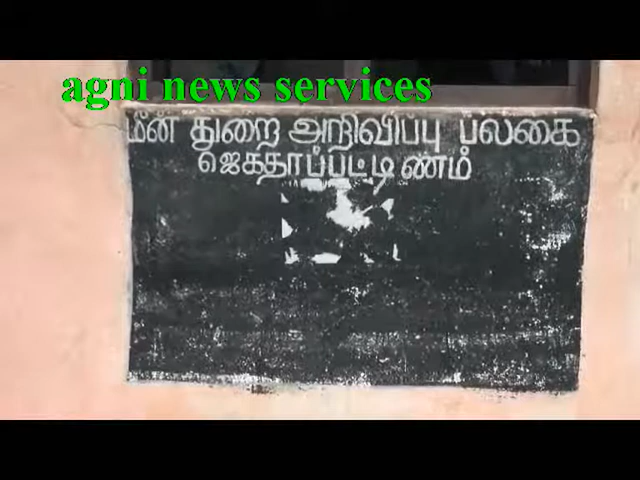 agni news services
மீன் துறை அறிவிப்பு பலகை
ஜெகதாப்பட்டிணம்